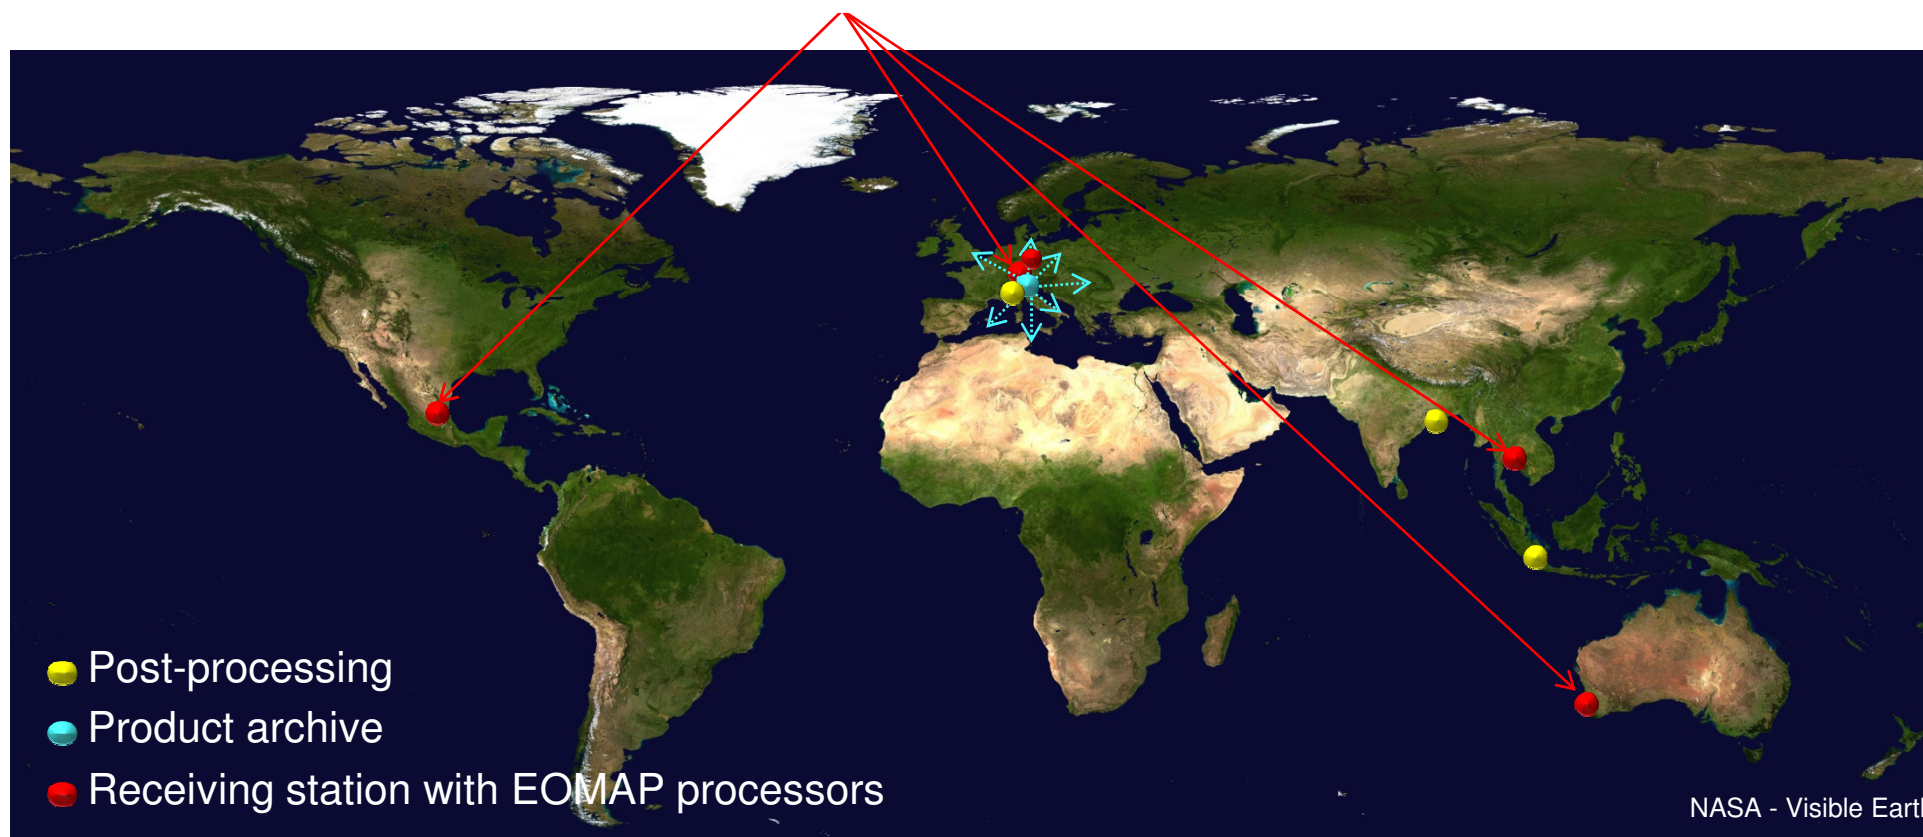 Post-processing
Product archive
Receiving station with EOMAP processors
NASA - Visible Eart